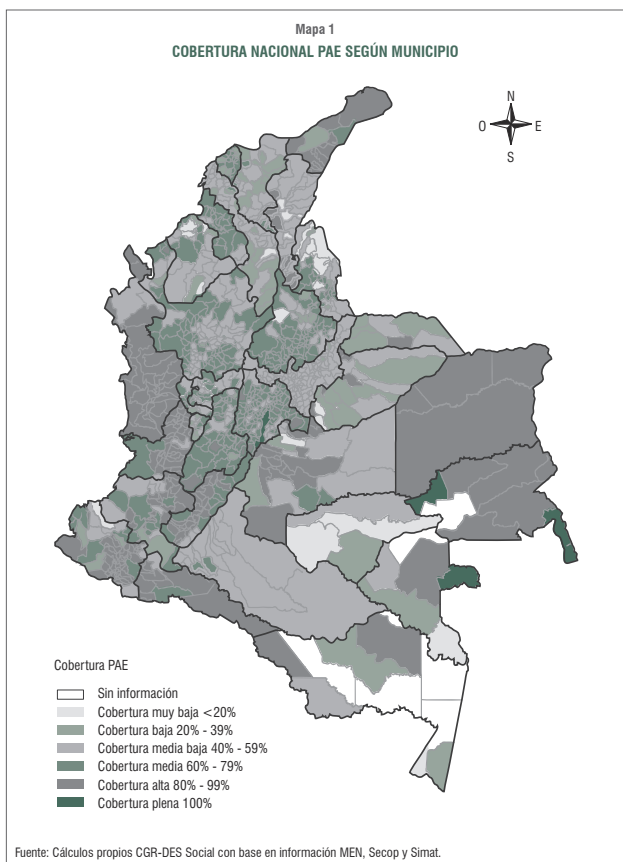 Mapa 1
COBERTURA NACIONAL PAE SEGÚN MUNICIPIO
N
O E
S
Cobertura PAE
Sin información
Cobertura muy baja <20%
Cobertura baja 20% - 39%
Cobertura media baja 40% - 59%
Cobertura media 60% - 79%
Cobertura alta 80% - 99%
Cobertura plena 100%
Fuente: Cálculos propios CGR-DES Social con base en información MEN, Secop y Simat.